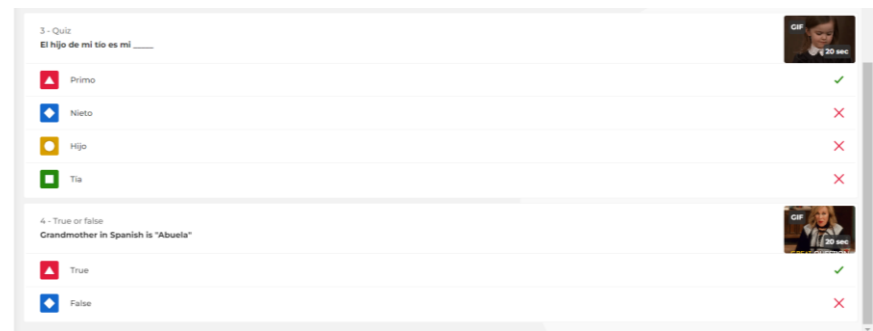 3 - Quiz
El hijo de mi tío es mi _____
GIF
20 sec
Primo
Nieto
Hijo
Tia
4 - True or false
Grandmother in Spanish is "Abuela"
GIF
20 sec
True
False